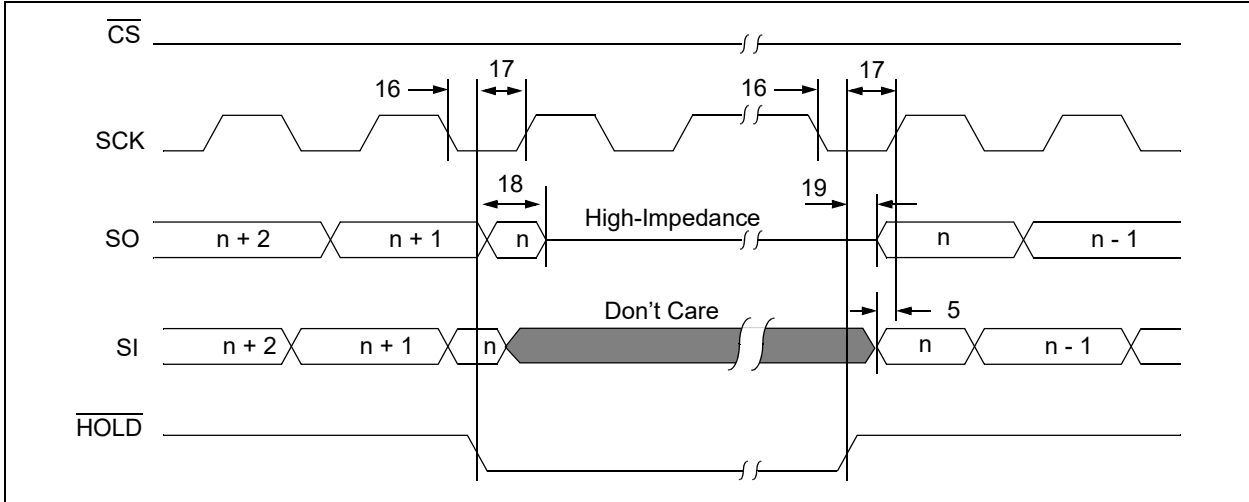 CS
16
17
16
17
SCK
18
19
SO
n + 2
n + 1
n
High-Impedance
n
n - 1
Don't Care
5
SI
n + 2
n + 1
n
n
n - 1
HOLD